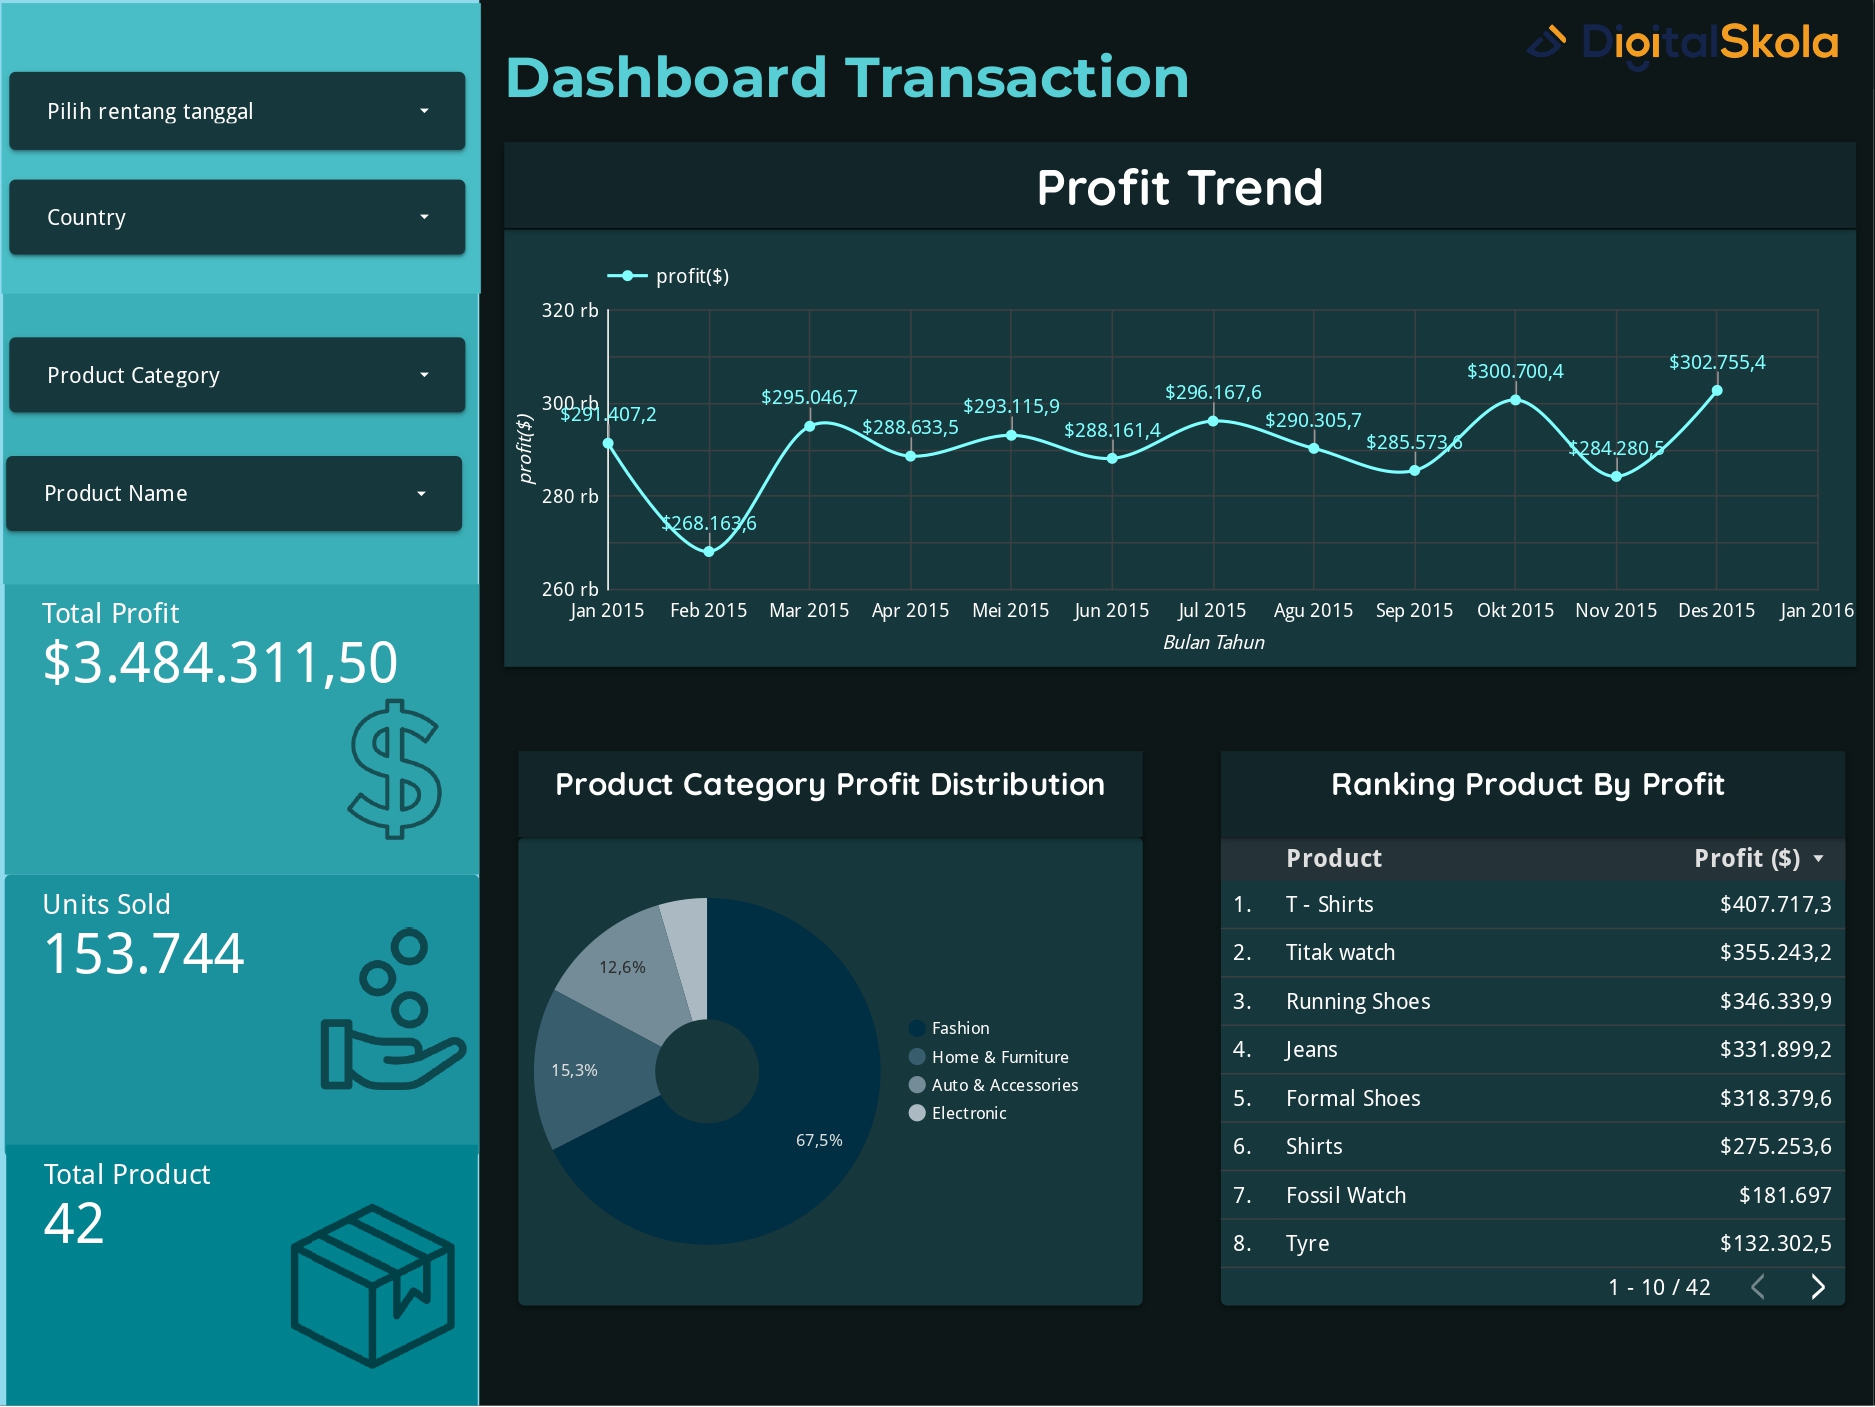 DigitalSkola
Dashboard Transaction
Pilih rentang tanggal
Country
Product Category
Product Name
Total Profit
$3.484.311,50
Units Sold
153.744
Total Product
42
Profit Trend
profit($)
320 rb
300 rb
280 rb
260 rb
profit($)
$291.407,2
$268.163,6
$295.046,7
$288.633,5
$293.115,9
$288.161,4
$296.167,6
$290.305,7
$285.573,6
$300.700,4
$284.280,5
$302.755,4
Jan 2015 Feb 2015 Mar 2015 Apr 2015 Mei 2015 Jun 2015 Jul 2015 Agu 2015 Sep 2015 Okt 2015 Nov 2015 Des 2015 Jan 2016
Bulan Tahun
Product Category Profit Distribution
12,6%
15,3%
67,5%
Fashion
Home & Furniture
Auto & Accessories
Electronic
Ranking Product By Profit
Product Profit ($)
1. T - Shirts $407.717,3
2. Titak watch $355.243,2
3. Running Shoes $346.339,9
4. Jeans $331.899,2
5. Formal Shoes $318.379,6
6. Shirts $275.253,6
7. Fossil Watch $181.697
8. Tyre $132.302,5
1 - 10 / 42